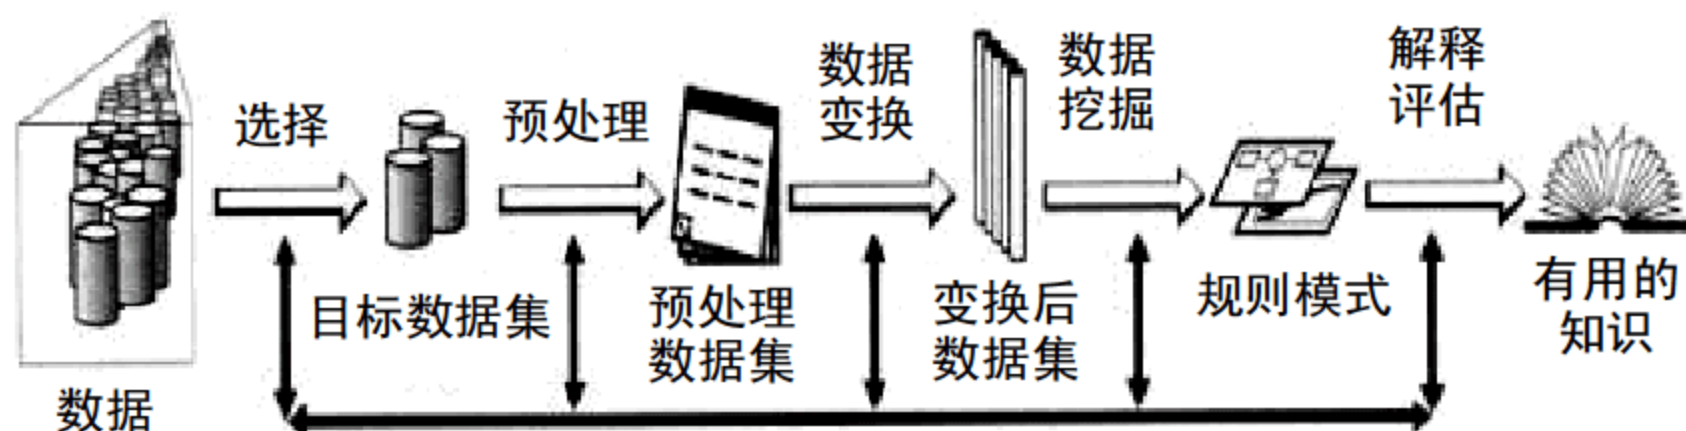 数据
选择
目标数据集
预处理
预处理
数据集
数据
变换
变换后
数据集
数据
挖掘
规则模式
解释
评估
有用的
知识